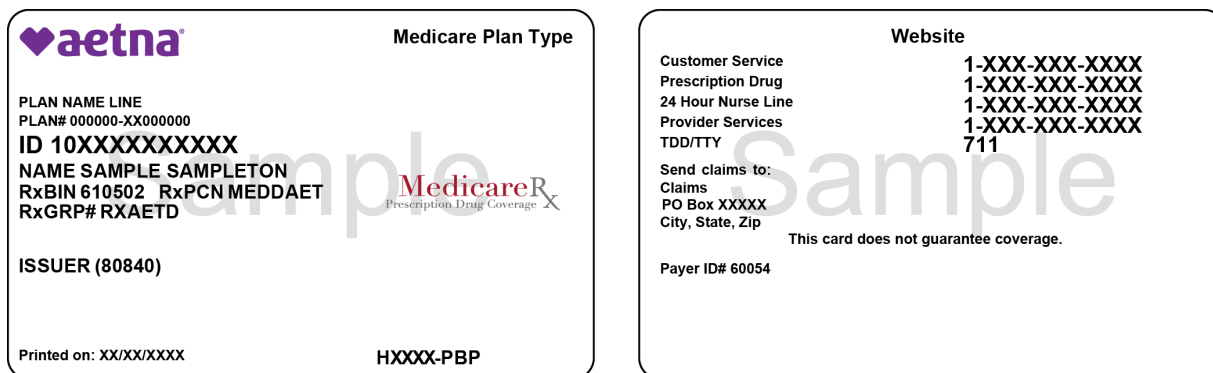 aetna®
Medicare Plan Type
PLAN NAME LINE
PLAN# 000000-XX000000
ID 10XXXXXXXXXX
NAME SAMPLE SAMPLETON
RxBIN 610502 RxPCN MEDDAET
RxGRP# RXAETD
MedicareRx
Prescription Drug Coverage
ISSUER (80840)
Printed on: XX/XX/XXXX
HXXXX-PBP
Sample
Website
Customer Service 1-XXX-XXX-XXXX
Prescription Drug 1-XXX-XXX-XXXX
24 Hour Nurse Line 1-XXX-XXX-XXXX
Provider Services 1-XXX-XXX-XXXX
TDD/TTY 711
Send claims to:
Claims
PO Box XXXXX
City, State, Zip
This card does not guarantee coverage.
Payer ID# 60054
Sample